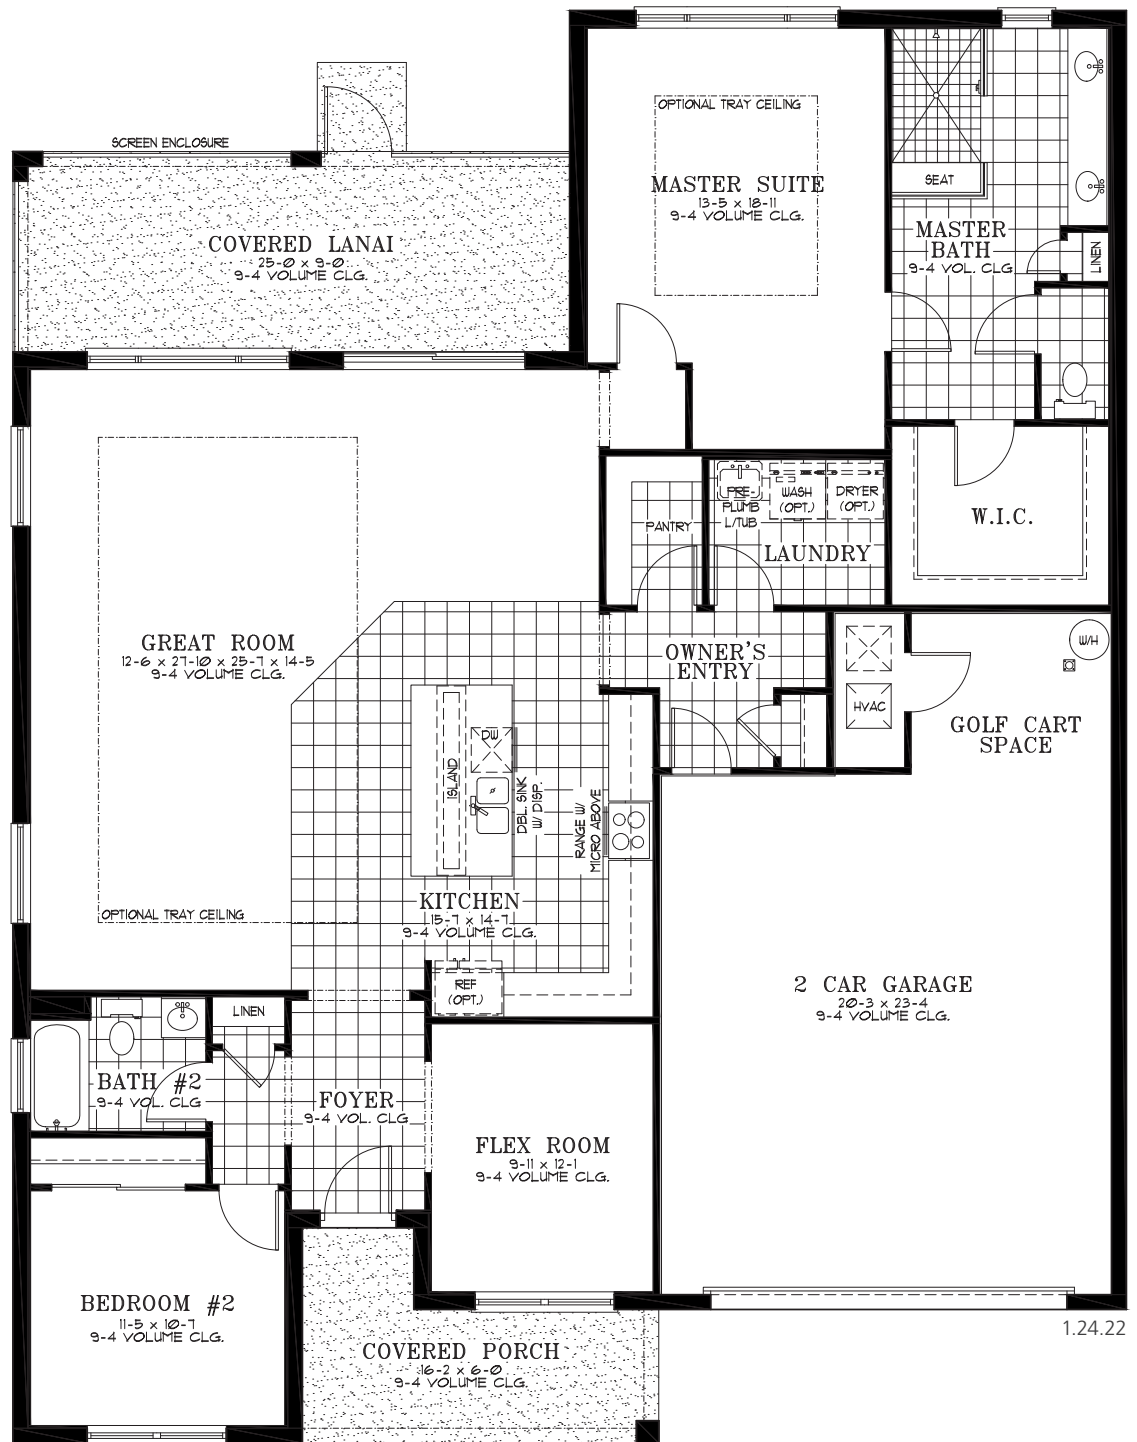 OPTIONAL TRAY CEILING
SCREEN ENCLOSURE
MASTER SUITE
13-5 x 18-11
9-4 VOLUME CLG.
SEAT
MASTER
BATH
9-4 VOL. CLG
LINEN
COVERED LANAI
25-0 x 9-0
9-4 VOLUME CLG.
PRE-
PLUMB
L/TUB
WASH
(OPT.)
DRYER
(OPT.)
PANTRY
LAUNDRY
W.I.C.
GREAT ROOM
12-6 x 27-10 x 25-7 x 14-5
9-4 VOLUME CLG.
OWNER'S
ENTRY
W/H
HVAC
GOLF CART
SPACE
DW
ISLAND
DBL. SINK
W/ DISP.
RANGE W/
MICRO ABOVE
KITCHEN
15-7 x 14-7
9-4 VOLUME CLG.
OPTIONAL TRAY CEILING
REF
(OPT.)
2 CAR GARAGE
20-3 x 23-4
9-4 VOLUME CLG.
LINEN
BATH #2
9-4 VOL. CLG
FOYER
9-4 VOL. CLG
FLEX ROOM
9-11 x 12-1
9-4 VOLUME CLG.
BEDROOM #2
11-5 x 10-7
9-4 VOLUME CLG.
COVERED PORCH
16-2 x 6-0
9-4 VOLUME CLG.
1.24.22